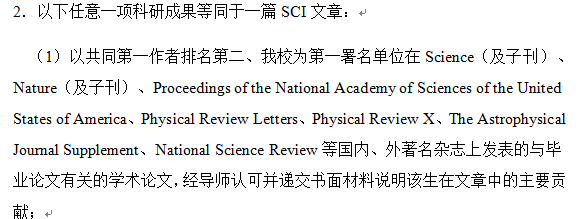 2．以下任意一项科研成果等同于一篇 SCI 文章：
（1）以共同第一作者排名第二、我校为第一署名单位在 Science（及子刊）、
Nature（及子刊）、Proceedings of the National Academy of Sciences of the United
States of America、Physical Review Letters、Physical Review X、The Astrophysical
Journal Supplement、National Science Review 等国内、外著名杂志上发表的与毕
业论文有关的学术论文，经导师认可并递交书面材料说明该生在文章中的主要贡
献；